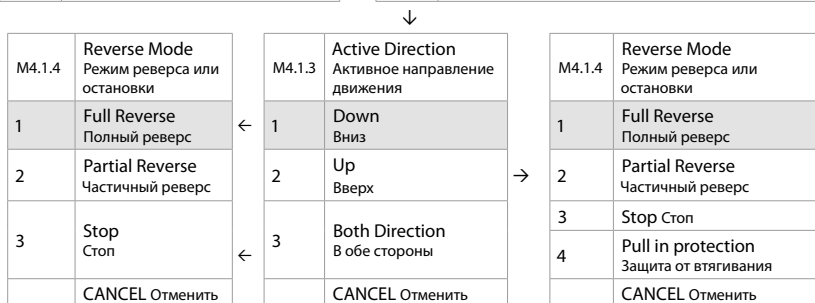 ↓
M4.1.4
Reverse Mode
Режим реверса или
остановки
1
Full Reverse
Полный реверс
2
Partial Reverse
Частичный реверс
3
Stop
Стоп
CANCEL Отменить
←
←
M4.1.3
Active Direction
Активное направление
движения
1
Down
Вниз
2
Up
Вверх
3
Both Direction
В обе стороны
CANCEL Отменить
→
M4.1.4
Reverse Mode
Режим реверса или
остановки
1
Full Reverse
Полный реверс
2
Partial Reverse
Частичный реверс
3 Stop Стоп
4
Pull in protection
Защита от втягивания
CANCEL Отменить